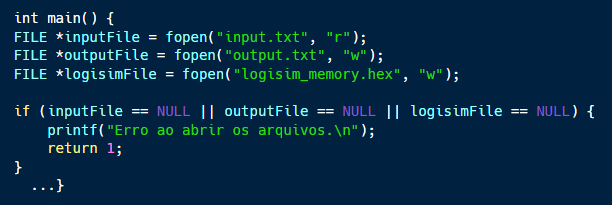 int main() {
FILE *inputFile = fopen("input.txt", "r");
FILE *outputFile = fopen("output.txt", "w");
FILE *logisimFile = fopen("logisim_memory.hex", "w");
if (inputFile == NULL || outputFile == NULL || logisimFile == NULL) {
    printf("Erro ao abrir os arquivos.\n");
    return 1;
}
  ...}